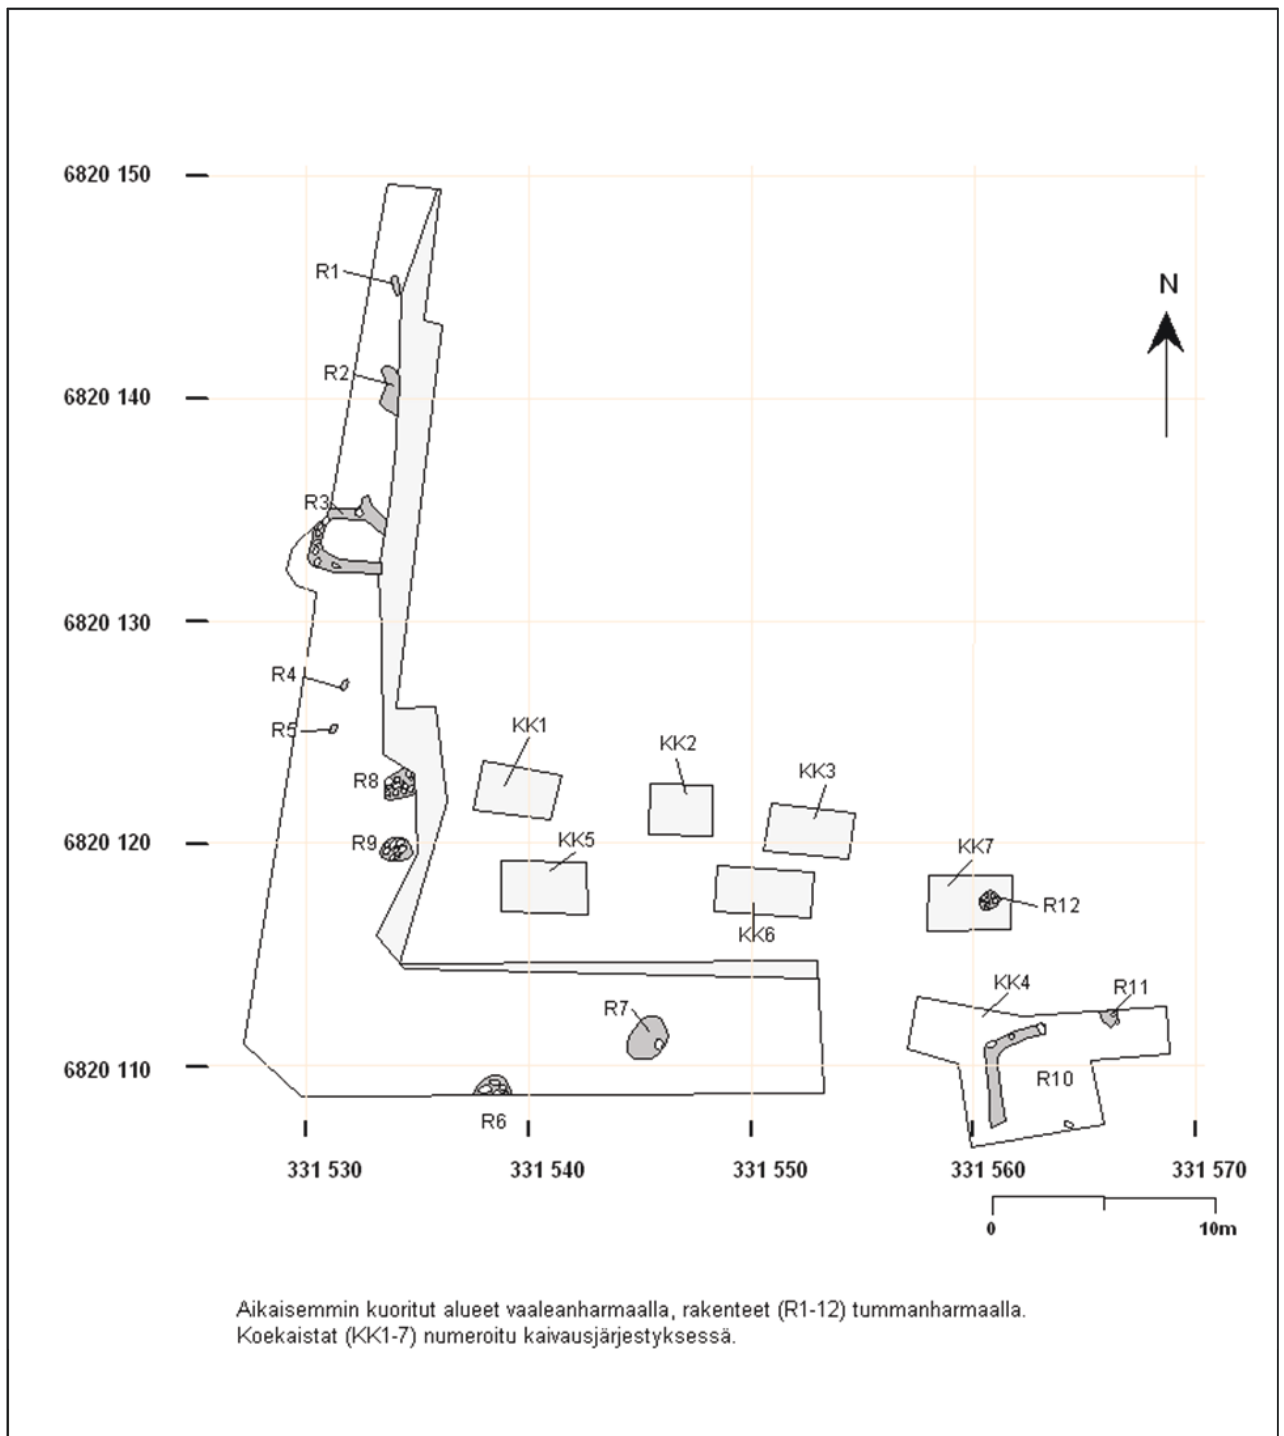 6820 150
N
R1
R2
6820 140
R3
6820 130
R4
R5
KK1
KK2
KK3
R8
6820 120
R9
KK5
KK7
R12
KK6
KK4
R11
R7
6820 110
R10
R6
331 530
331 540
331 550
331 560
331 570
0
10m
Aikaisemmin kuoritut alueet vaaleanharmaalla, rakenteet (R1-12) tummanharmaalla.
Koekaistat (KK1-7) numeroitu kaivausjärjestyksessä.